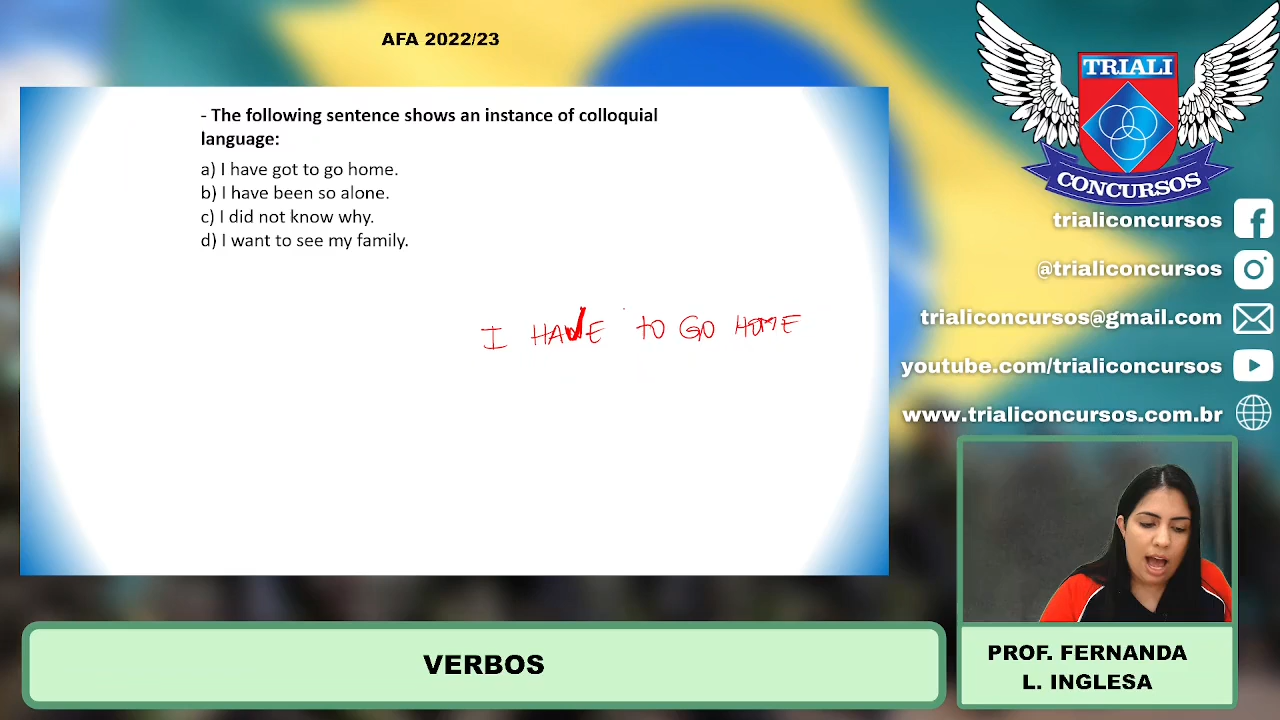 AFA 2022/23
- The following sentence shows an instance of colloquial
language:
a) I have got to go home.
b) I have been so alone.
c) I did not know why.
d) I want to see my family.
I HAVE TO GO HOME
TRIALI
CONCURSOS
trialiconcursos
@trialiconcursos
trialiconcursos@gmail.com
youtube.com/trialiconcursos
www.trialiconcursos.com.br
VERBOS
PROF. FERNANDA
L. INGLESA